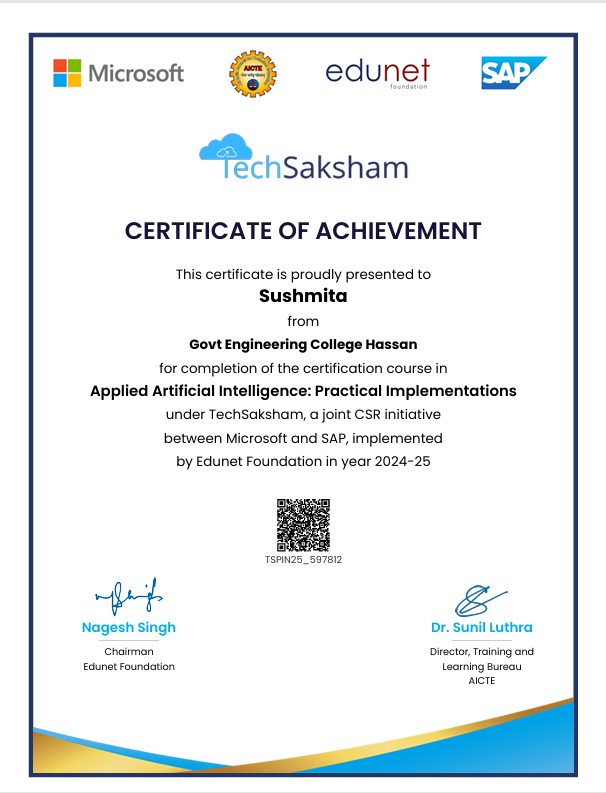 Microsoft
AICTE
edunet
foundation
SAP
TechSaksham
CERTIFICATE OF ACHIEVEMENT
This certificate is proudly presented to
Sushmita
from
Govt Engineering College Hassan
for completion of the certification course in
Applied Artificial Intelligence: Practical Implementations
under TechSaksham, a joint CSR initiative
between Microsoft and SAP, implemented
by Edunet Foundation in year 2024-25
TSPIN25_597812
Nagesh Singh
Chairman
Edunet Foundation
Dr. Sunil Luthra
Director, Training and
Learning Bureau
AICTE